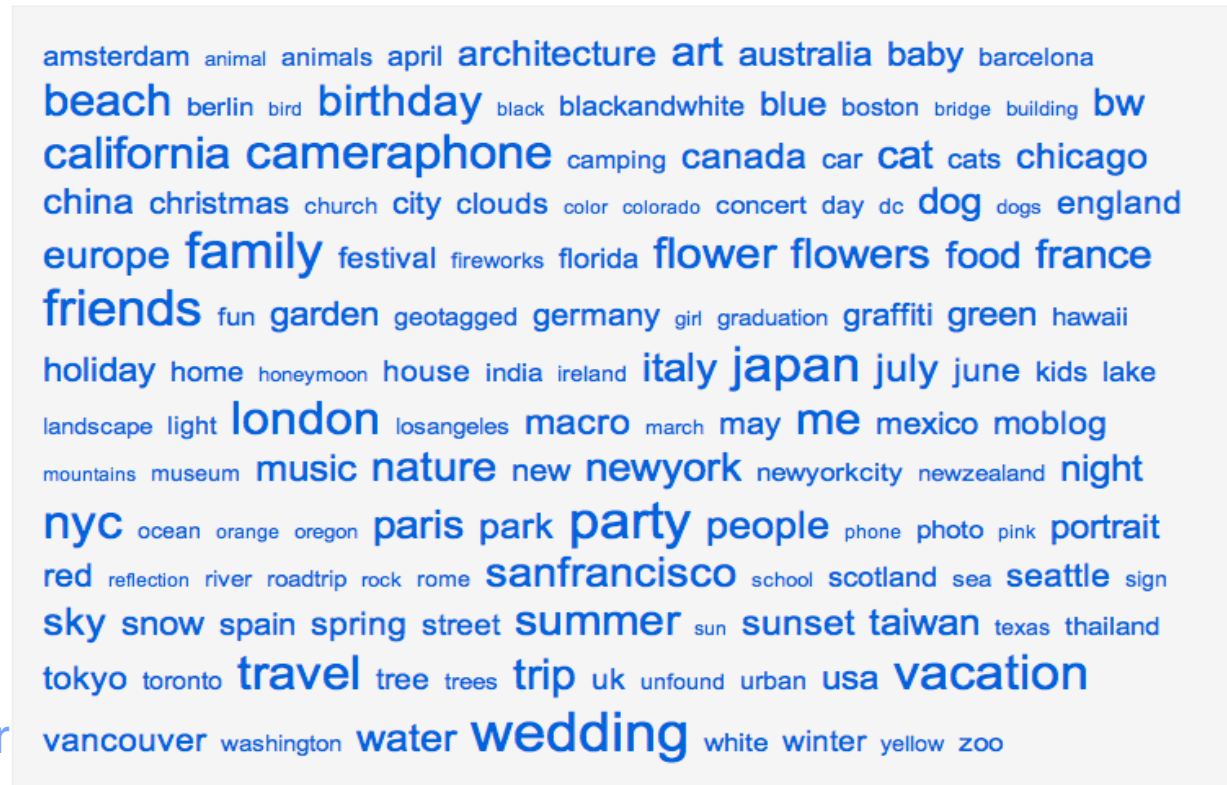 amsterdam animal animals april architecture art australia baby barcelona
beach berlin bird birthday black blackandwhite blue boston bridge building bw
california cameraphone camping canada car cat cats chicago
china christmas church city clouds color colorado concert day dc dog dogs england
europe family festival fireworks florida flower flowers food france
friends fun garden geotagged germany girl graduation graffiti green hawaii
holiday home honeymoon house india ireland italy japan july june kids lake
landscape light london losangeles macro march may me mexico moblog
mountains museum music nature new newyork newyorkcity newzealand night
nyc ocean orange oregon paris park party people phone photo pink portrait
red reflection river roadtrip rock rome sanfrancisco school scotland sea seattle sign
sky snow spain spring street summer sun sunset taiwan texas thailand
tokyo toronto travel tree trees trip uk unfound urban usa vacation
vancouver washington water wedding white winter yellow zoo